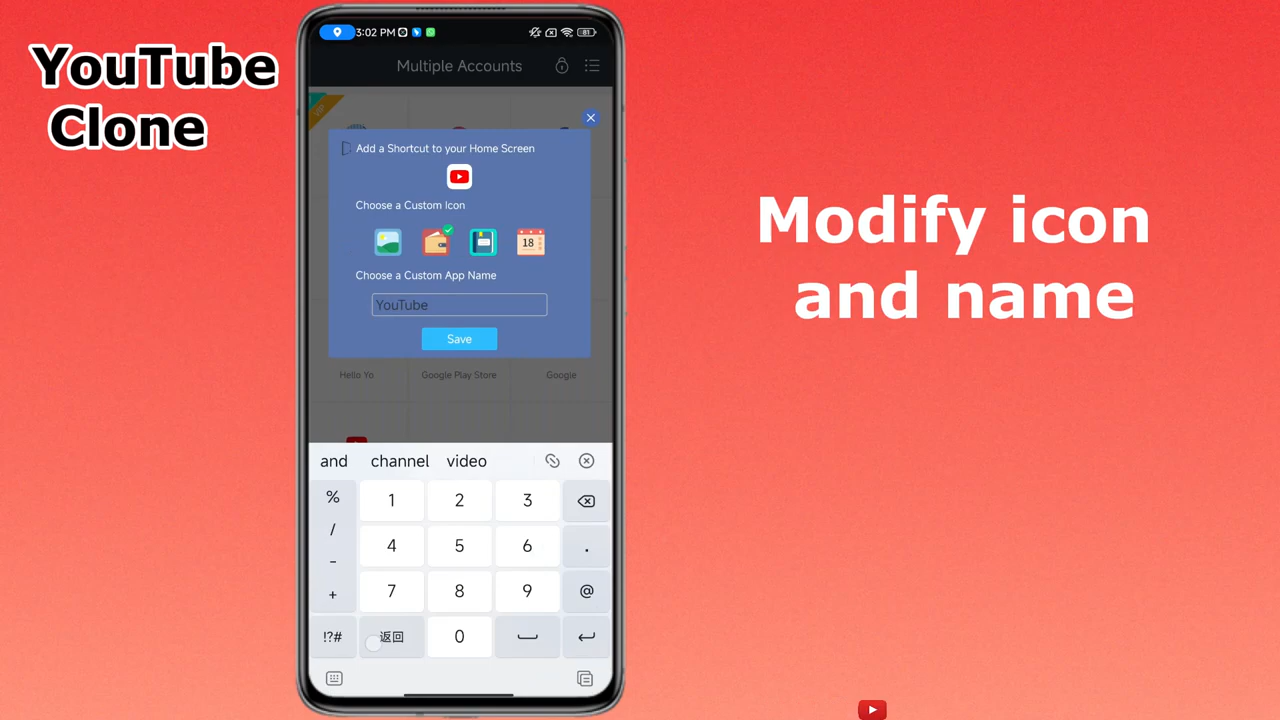 YouTube
Clone
3:02 PM
81
Multiple Accounts
VIP
Add a Shortcut to your Home Screen
Choose a Custom Icon
18
Choose a Custom App Name
YouTube
Save
Hello Yo
Google Play Store
Google
and
channel
video
% 1 2 3
/ 4 5 6 .
- 7 8 9 @
+
!?# 返回 0
Modify icon
and name